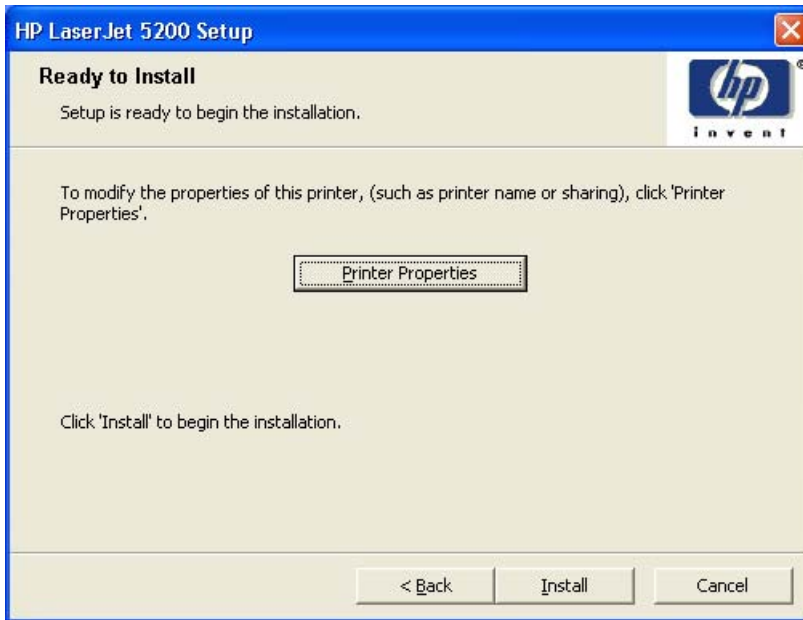 HP LaserJet 5200 Setup
Ready to Install
Setup is ready to begin the installation.
hp
®
invent
To modify the properties of this printer, (such as printer name or sharing), click 'Printer
Properties'.
Printer Properties
Click 'Install' to begin the installation.
< Back
Install
Cancel